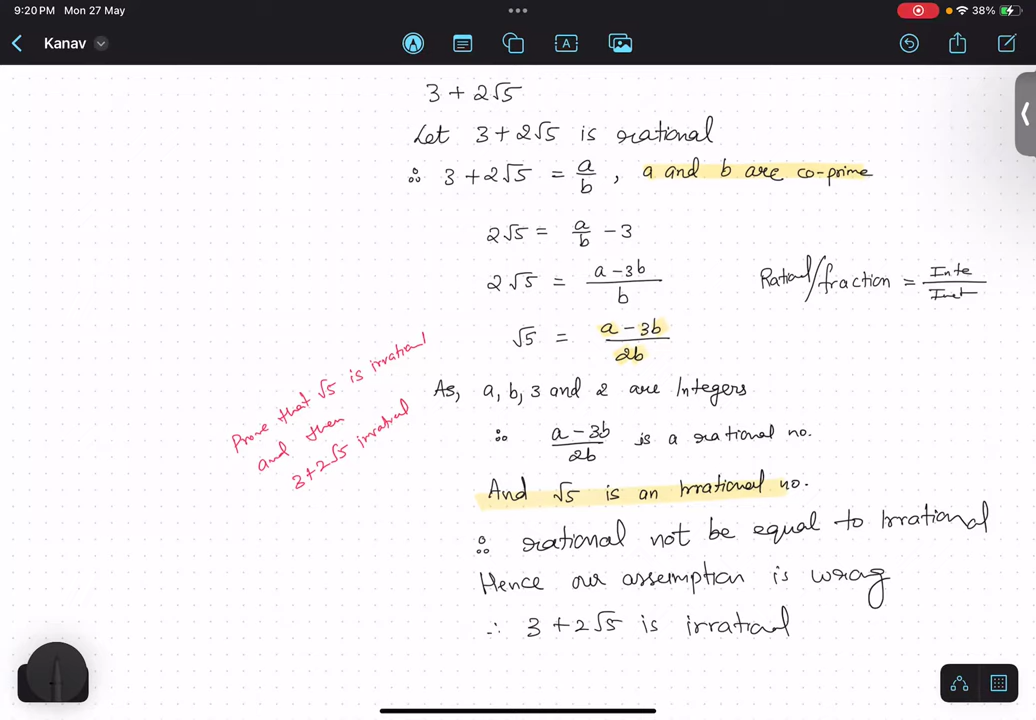 9:20 PM Mon 27 May
38%
Kanav
3 + 2√5
Let 3 + 2√5 is rational
∴ 3 + 2√5 = a/b , a and b are co-prime
2√5 = a/b - 3
2√5 = (a - 3b)/b
Rational/fraction = Inte/
√5 = (a - 3b)/2b
As, a, b, 3 and 2 are Integers
∴ (a - 3b)/2b is a rational no.
And √5 is an Irrational no.
∴ rational not be equal to Irrational
Hence our assumption is wrong
∴ 3 + 2√5 is irrational
Prove that √5 is irrational
and then
3 + 2√5 irrational